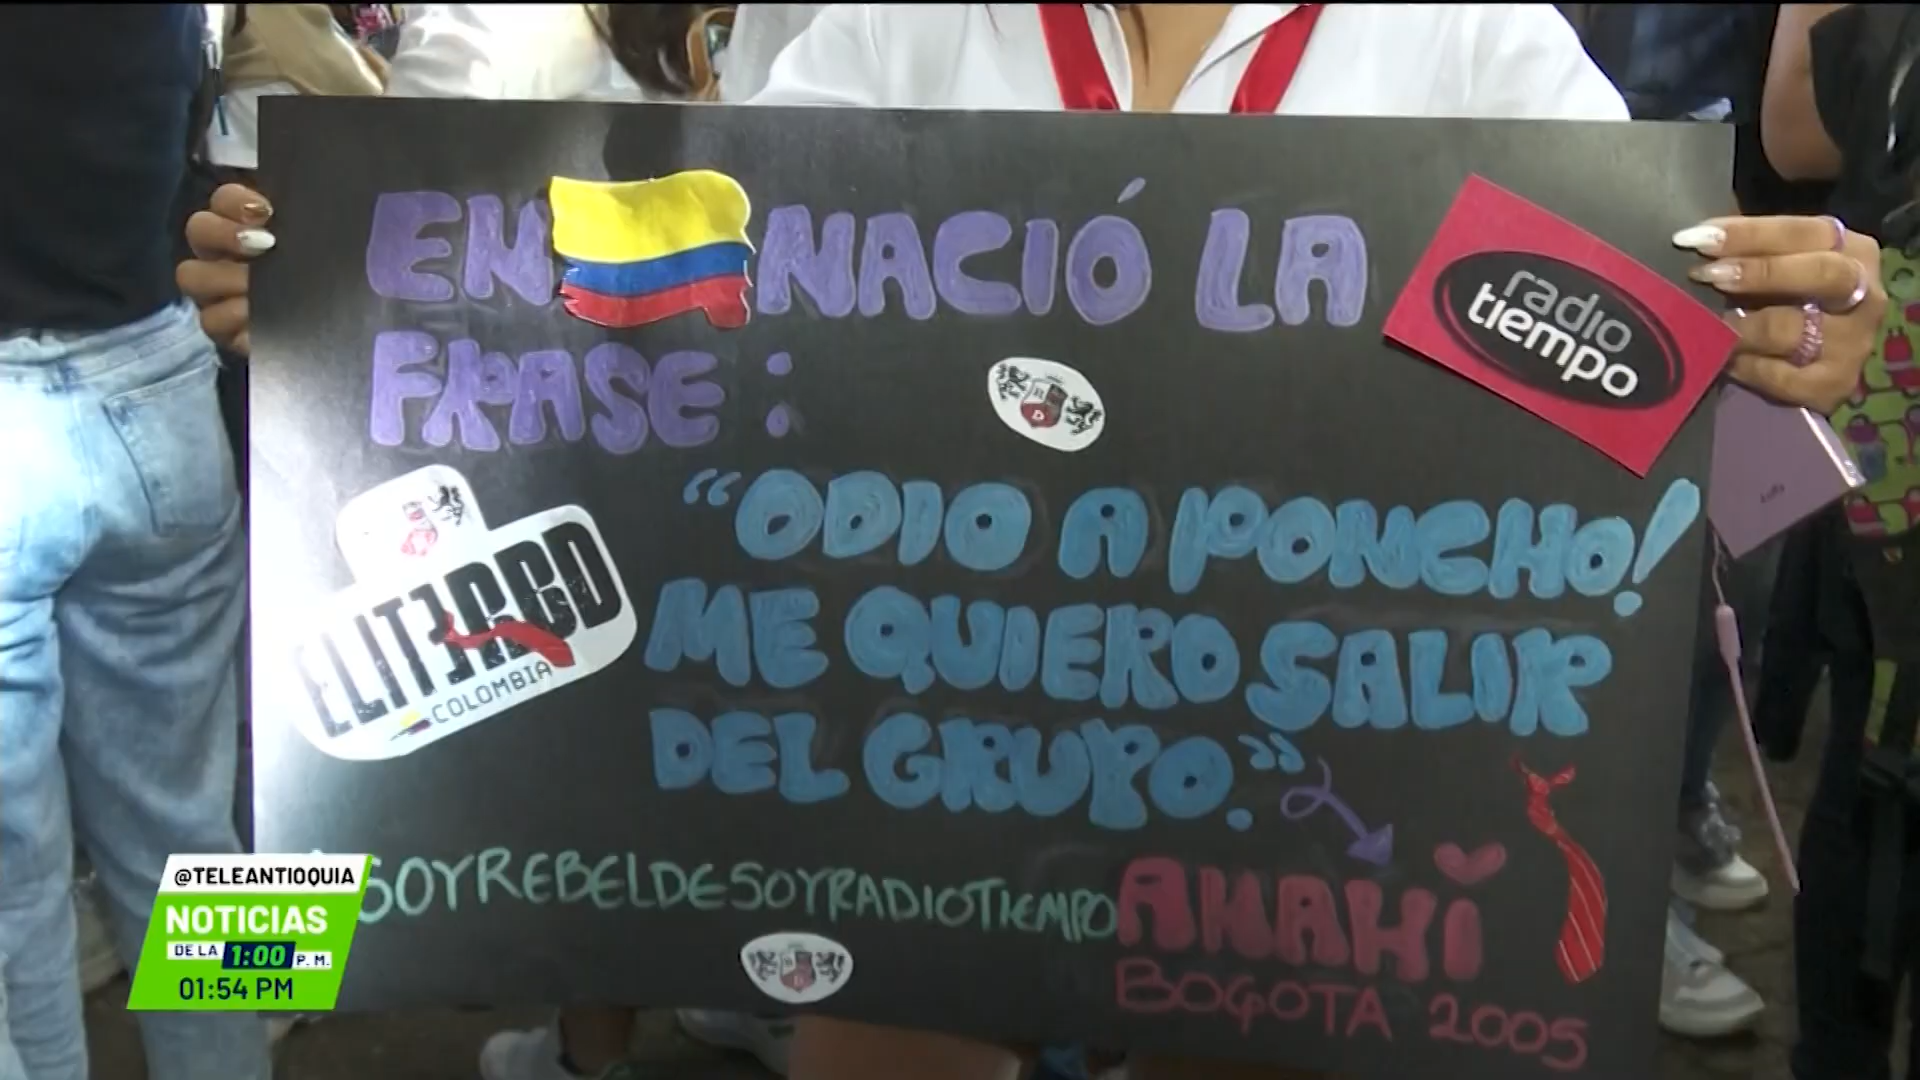 EN NACIÓ LA
FRASE:
radio
tiempo
"ODIO A PONCHO!
ME QUIERO SALIR
DEL GRUPO."
COLOMBIA
#SOYREBELDESOYRADIOTIEMPO
ANAHÍ
BOGOTA 2005
@TELEANTIOQUIA
NOTICIAS
DE LA 1:00 P.M.
01:54 PM